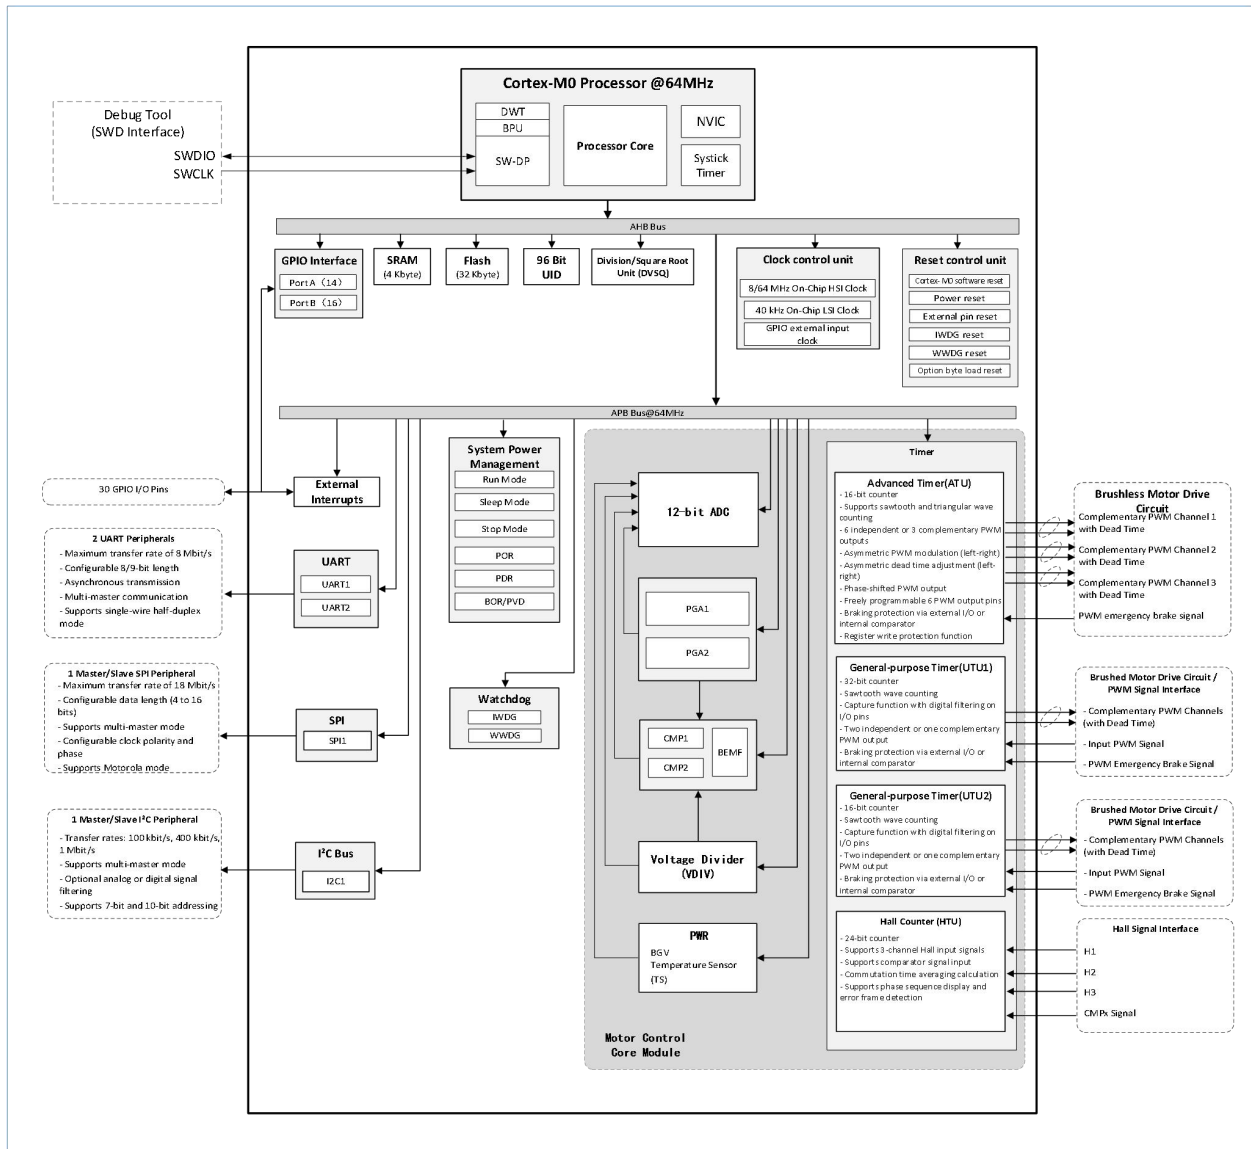 Cortex-M0 Processor @64MHz
DWT
BPU
SW-DP
Processor Core
NVIC
Systick
Timer
Debug Tool
(SWD Interface)
SWDIO
SWCLK
AHB Bus
GPIO Interface
Port A（14）
Port B（16）
SRAM
(4 Kbyte)
Flash
(32 Kbyte)
96 Bit
UID
Division/Square Root
Unit (DVSQ)
Clock control unit
8/64 MHz On-Chip HSI Clock
40 kHz On-Chip LSI Clock
GPIO external input
clock
Reset control unit
Cortex- M0 software reset
Power reset
External pin reset
IWDG reset
WWDG reset
Option byte load reset
APB Bus@64MHz
30 GPIO I/O Pins
External
Interrupts
2 UART Peripherals
- Maximum transfer rate of 8 Mbit/s
- Configurable 8/9-bit length
- Asynchronous transmission
- Multi-master communication
- Supports single-wire half-duplex
mode
UART
UART1
UART2
1 Master/Slave SPI Peripheral
- Maximum transfer rate of 18 Mbit/s
- Configurable data length (4 to 16
bits)
- Supports multi-master mode
- Configurable clock polarity and
phase
- Supports Motorola mode
SPI
SPI1
1 Master/Slave I²C Peripheral
- Transfer rates: 100 kbit/s, 400 kbit/s,
1 Mbit/s
- Supports multi-master mode
- Optional analog or digital signal
filtering
- Supports 7-bit and 10-bit addressing
I²C Bus
I2C1
System Power
Management
Run Mode
Sleep Mode
Stop Mode
POR
PDR
BOR/PVD
Watchdog
IWDG
WWDG
12-bit ADC
PGA1
PGA2
CMP1
CMP2
BEMF
Voltage Divider
(VDIV)
PWR
BGV
Temperature Sensor
(TS)
Motor Control
Core Module
Timer
Advanced Timer(ATU)
- 16-bit counter
- Supports sawtooth and triangular wave
counting
- 6 independent or 3 complementary PWM
outputs
- Asymmetric PWM modulation (left-right)
- Asymmetric dead time adjustment (left-
right)
- Phase-shifted PWM output
- Freely programmable 6 PWM output pins
- Braking protection via external I/O or
internal comparator
- Register write protection function
General-purpose Timer(UTU1)
- 32-bit counter
- Sawtooth wave counting
- Capture function with digital filtering on
I/O pins
- Two independent or one complementary
PWM output
- Braking protection via external I/O or
internal comparator
General-purpose Timer(UTU2)
- 16-bit counter
- Sawtooth wave counting
- Capture function with digital filtering on
I/O pins
- Two independent or one complementary
PWM output
- Braking protection via external I/O or
internal comparator
Hall Counter (HTU)
- 24-bit counter
- Supports 3-channel Hall input signals
- Supports comparator signal input
- Commutation time averaging calculation
- Supports phase sequence display and
error frame detection
Brushless Motor Drive
Circuit
Complementary PWM Channel 1
with Dead Time
Complementary PWM Channel 2
with Dead Time
Complementary PWM Channel 3
with Dead Time
PWM emergency brake signal
Brushed Motor Drive Circuit /
PWM Signal Interface
- Complementary PWM Channels
(with Dead Time)
- Input PWM Signal
- PWM Emergency Brake Signal
Brushed Motor Drive Circuit /
PWM Signal Interface
- Complementary PWM Channels
(with Dead Time)
- Input PWM Signal
- PWM Emergency Brake Signal
Hall Signal Interface
H1
H2
H3
CMPx Signal